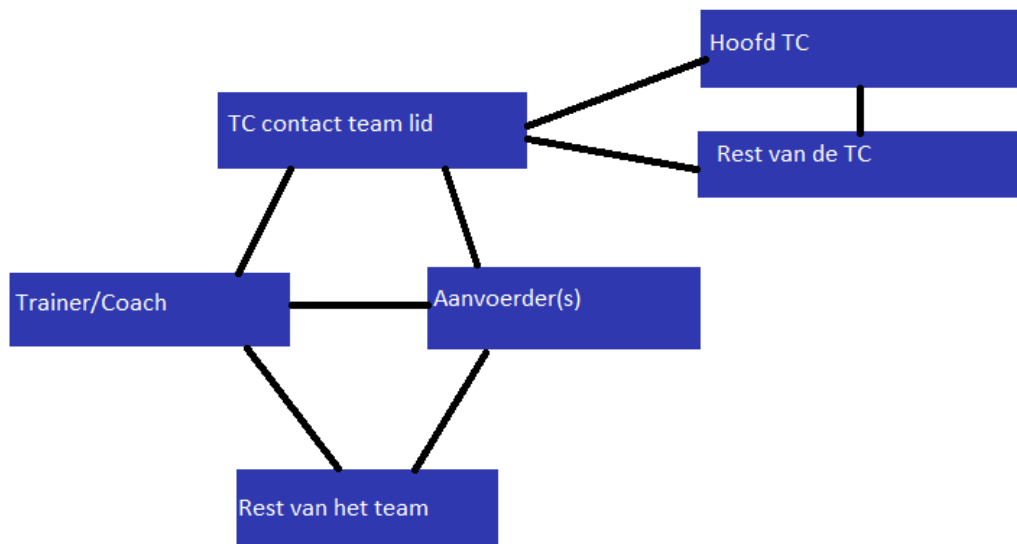 Hoofd TC
TC contact team lid
Rest van de TC
Trainer/Coach
Aanvoerder(s)
Rest van het team